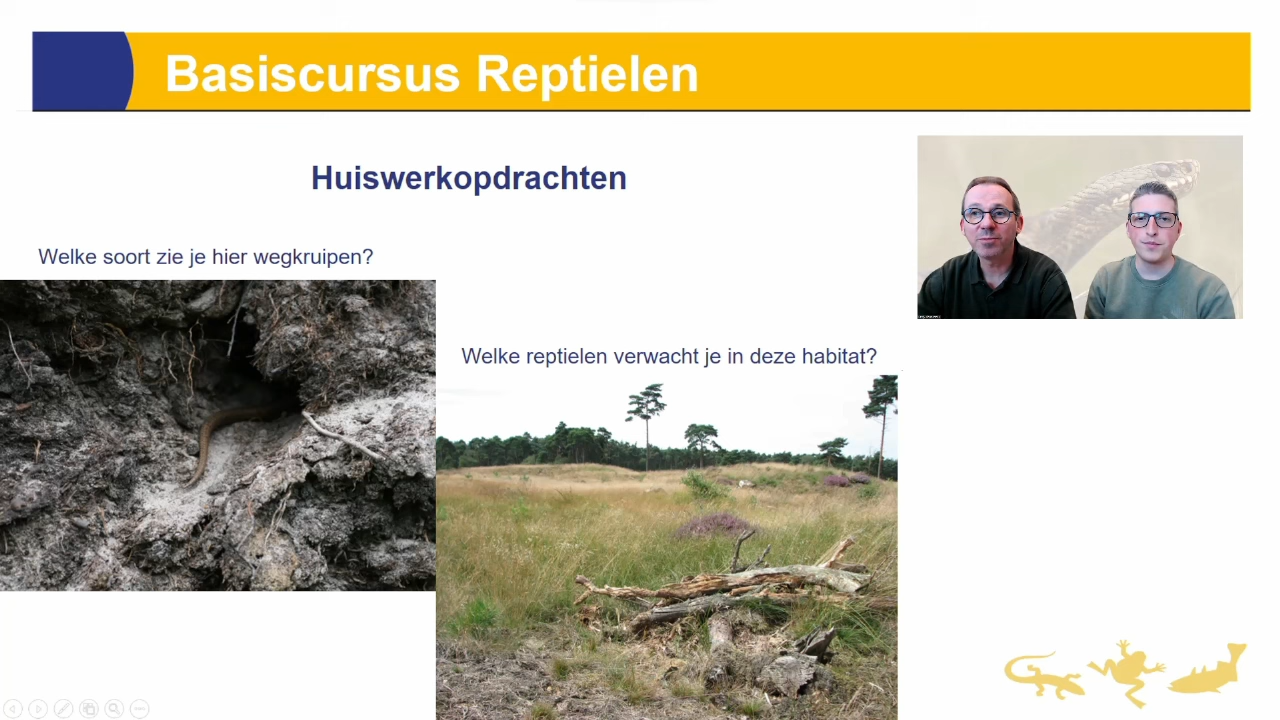 Basiscursus Reptielen
Huiswerkopdrachten
Welke soort zie je hier wegkruipen?
Welke reptielen verwacht je in deze habitat?